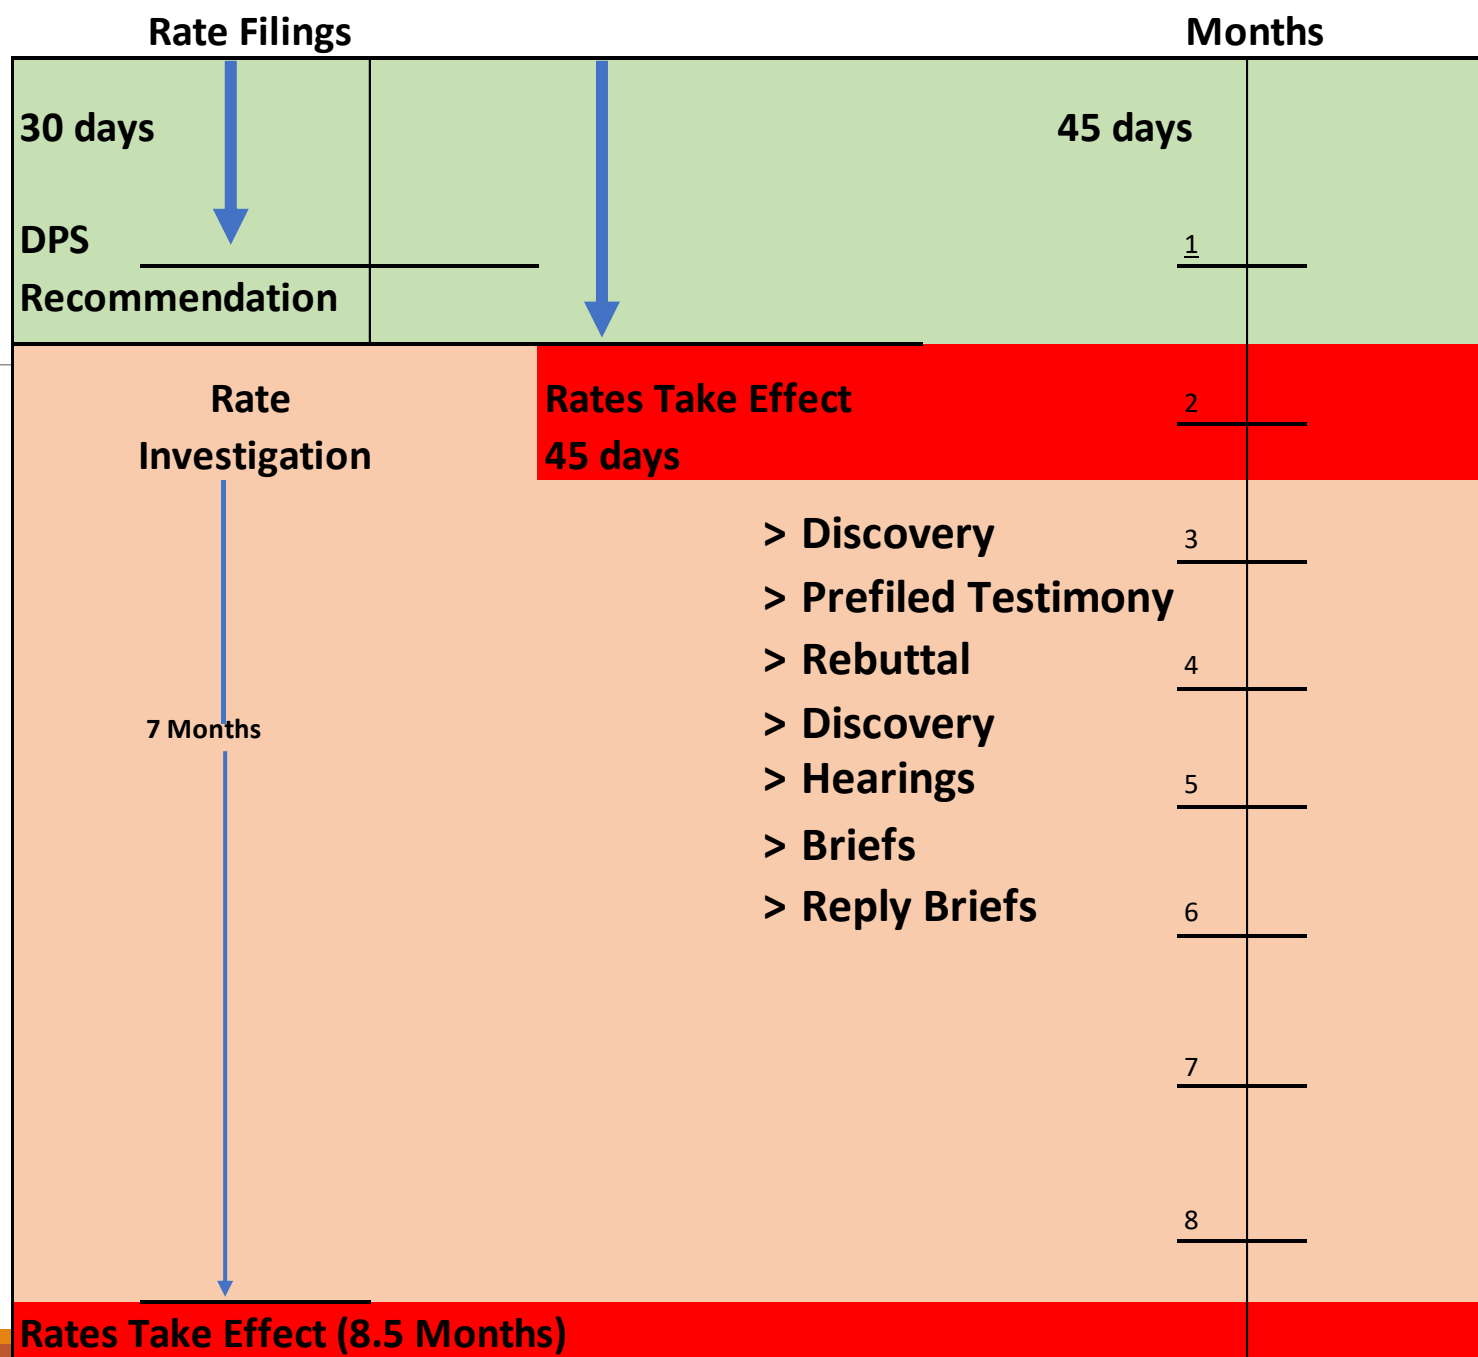 Rate Filings
Months
30 days
45 days
DPS
1
Recommendation
Rate
Rates Take Effect
2
Investigation
45 days
> Discovery
3
> Prefiled Testimony
> Rebuttal
4
7 Months
> Discovery
> Hearings
5
> Briefs
> Reply Briefs
6
7
8
Rates Take Effect (8.5 Months)